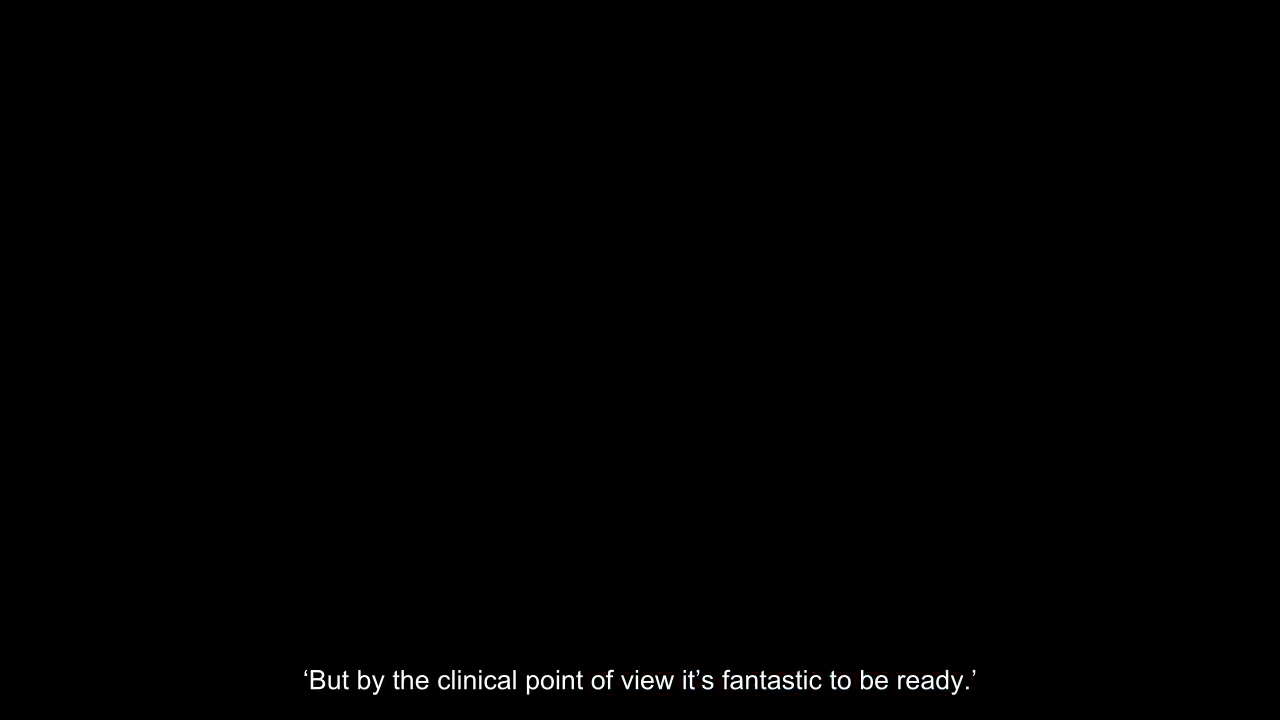 ‘But by the clinical point of view it’s fantastic to be ready.’